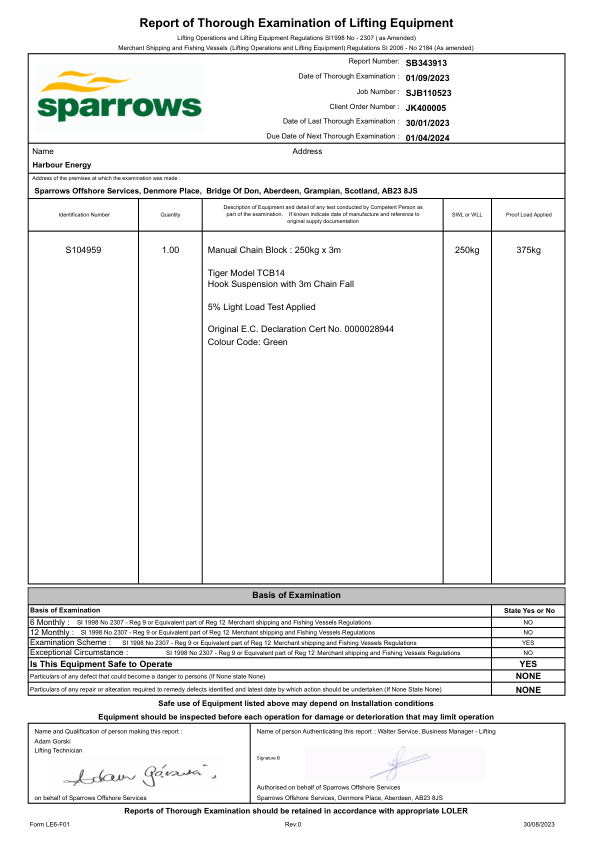 Report of Thorough Examination of Lifting Equipment
Lifting Operations and Lifting Equipment Regulations SI1998 No - 2307 ( as Amended)
Merchant Shipping and Fishing Vessels (Lifting Operations and Lifting Equipment) Regulations SI 2006 - No 2184 (As amended)
sparrows
Report Number: SB343913
Date of Thorough Examination : 01/09/2023
Job Number : SJB110523
Client Order Number : JK400005
Date of Last Thorough Examination : 30/01/2023
Due Date of Next Thorough Examination : 01/04/2024
Name Address
Harbour Energy
Address of the premises at which the examination was made :
Sparrows Offshore Services, Denmore Place, Bridge Of Don, Aberdeen, Grampian, Scotland, AB23 8JS
Identification Number
Quantity
Description of Equipment and detail of any test conducted by Competent Person as
part of the examination. If known indicate date of manufacture and reference to
original supply documentation
SWL or WLL
Proof Load Applied
S104959 1.00 Manual Chain Block : 250kg x 3m 250kg 375kg
Tiger Model TCB14
Hook Suspension with 3m Chain Fall
5% Light Load Test Applied
Original E.C. Declaration Cert No. 0000028944
Colour Code: Green
Basis of Examination
Basis of Examination State Yes or No
6 Monthly : SI 1998 No 2307 - Reg 9 or Equivalent part of Reg 12 Merchant shipping and Fishing Vessels Regulations NO
12 Monthly : SI 1998 No 2307 - Reg 9 or Equivalent part of Reg 12 Merchant shipping and Fishing Vessels Regulations NO
Examination Scheme : SI 1998 No 2307 - Reg 9 or Equivalent part of Reg 12 Merchant shipping and Fishing Vessels Regulations YES
Exceptional Circumstance : SI 1998 No 2307 - Reg 9 or Equivalent part of Reg 12 Merchant shipping and Fishing Vessels Regulations NO
Is This Equipment Safe to Operate YES
Particulars of any defect that could become a danger to persons (If None state None) NONE
Particulars of any repair or alteration required to remedy defects identified and latest date by which action should be undertaken (If None State None) NONE
Safe use of Equipment listed above may depend on Installation conditions
Equipment should be inspected before each operation for damage or deterioration that may limit operation
Name and Qualification of person making this report :
Adam Gorski
Lifting Technician
on behalf of Sparrows Offshore Services
Name of person Authenticating this report : Walter Service, Business Manager - Lifting
Signature B
Authorised on behalf of Sparrows Offshore Services
Sparrows Offshore Services, Denmore Place, Aberdeen, AB23 8JS
Reports of Thorough Examination should be retained in accordance with appropriate LOLER
Form LE6-F01 Rev:0 30/08/2023